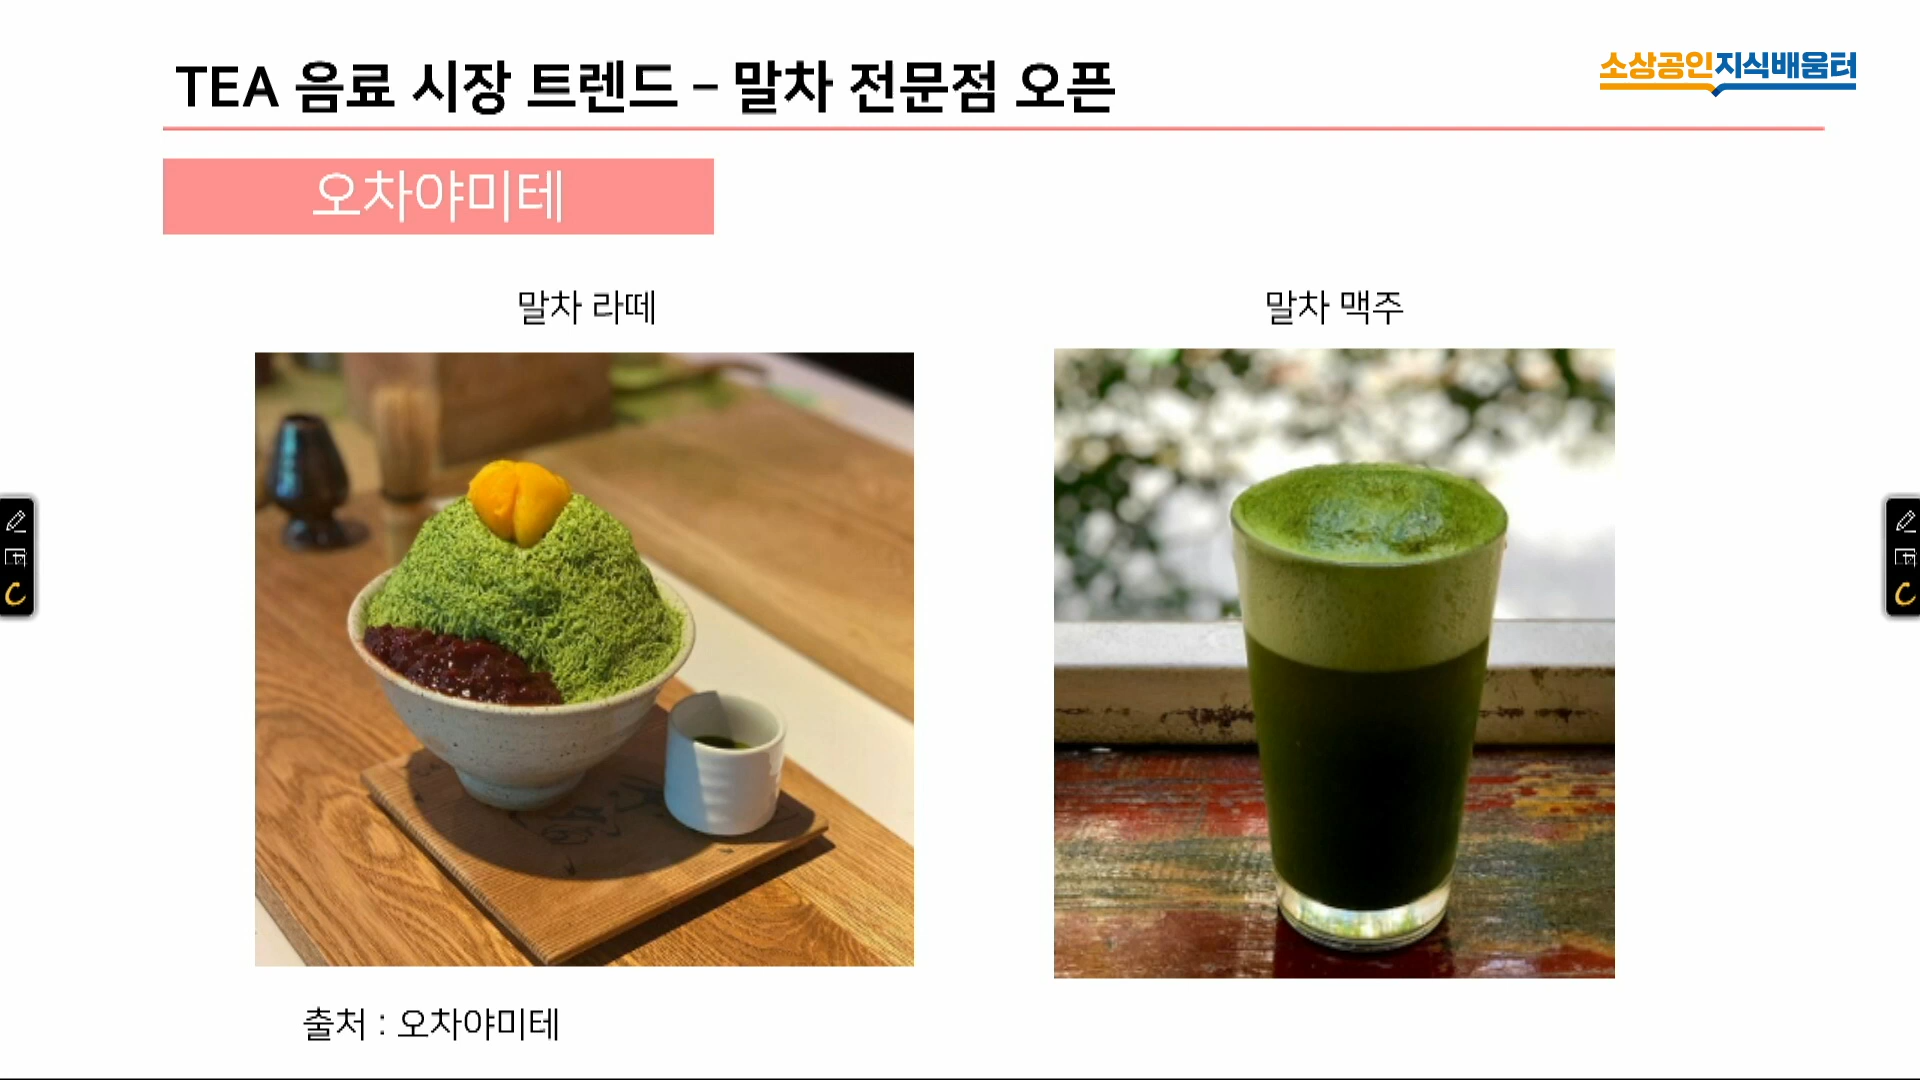 TEA 음료 시장 트렌드 – 말차 전문점 오픈
소상공인지식배움터
오차야미테
말차 라떼
말차 맥주
출처 : 오차야미테